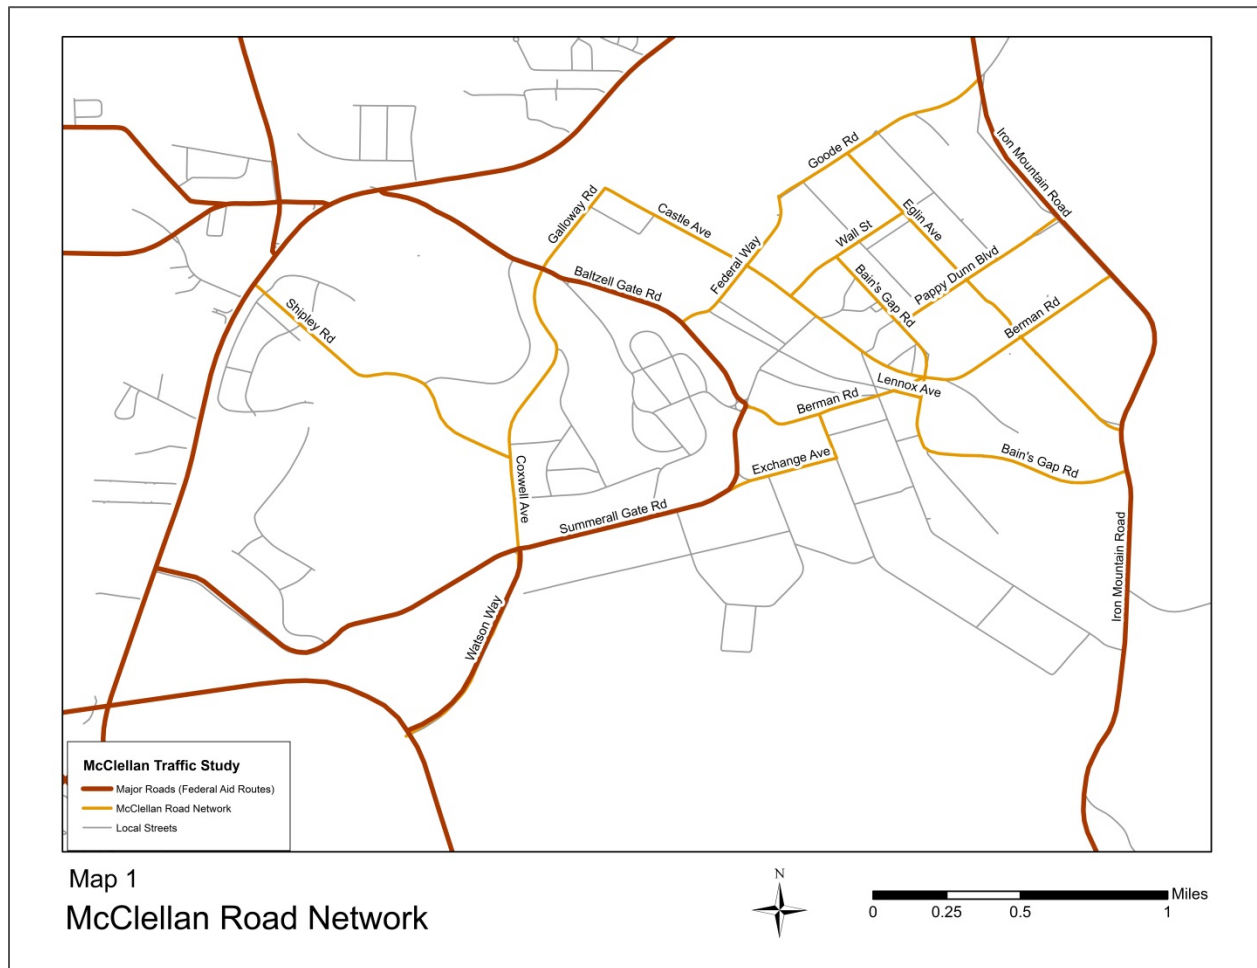 Iron Mountain Road
Goode Rd
Galloway Rd
Castle Ave
Eglin Ave
Wall St
Federal Way
Pappy Dunn Blvd
Baltzell Gate Rd
Bain's Gap Rd
Shipley Rd
Berman Rd
Lennox Ave
Berman Rd
Exchange Ave
Bain's Gap Rd
Coxwell Ave
Summerall Gate Rd
Iron Mountain Road
Watson Way
McClellan Traffic Study
Major Roads (Federal Aid Routes)
McClellan Road Network
Local Streets
Map 1
McClellan Road Network
N
Miles
0 0.25 0.5 1